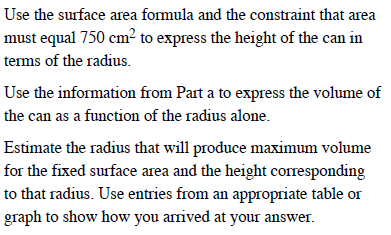 Use the surface area formula and the constraint that area
must equal 750 cm² to express the height of the can in
terms of the radius.
Use the information from Part a to express the volume of
the can as a function of the radius alone.
Estimate the radius that will produce maximum volume
for the fixed surface area and the height corresponding
to that radius. Use entries from an appropriate table or
graph to show how you arrived at your answer.